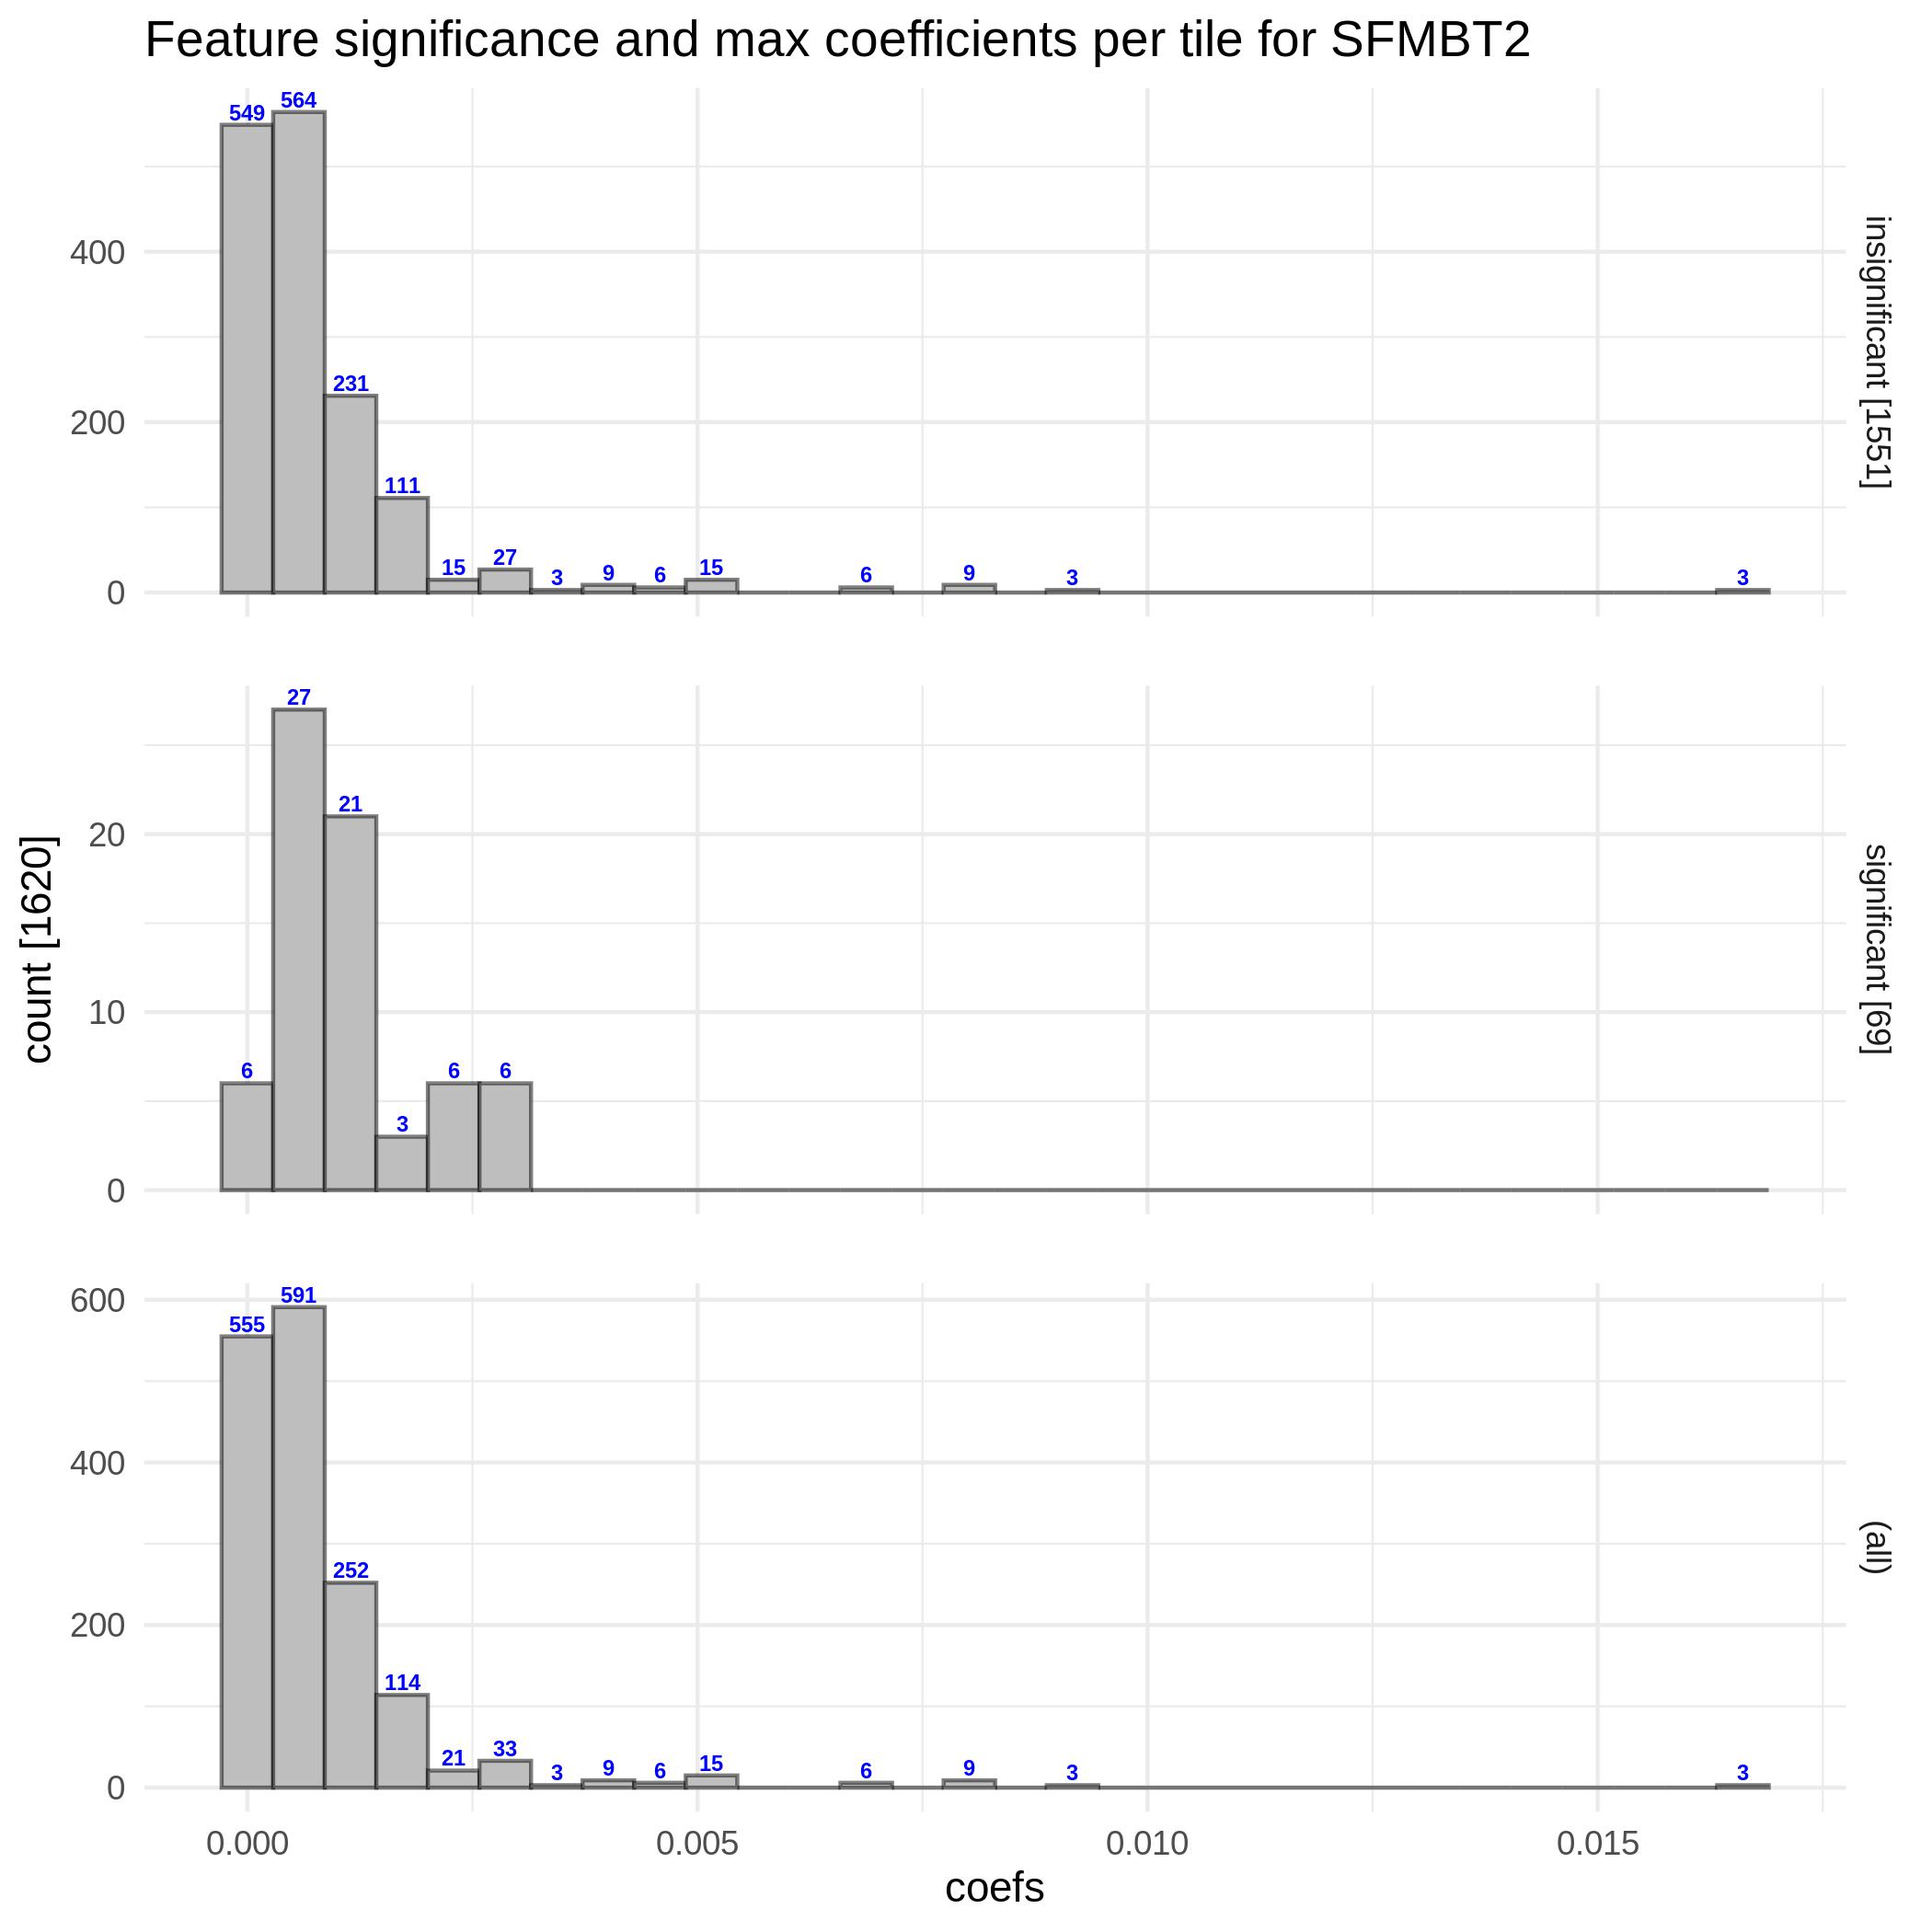 Feature significance and max coefficients per tile for SFMBT2
549 564 231 111 15 27 3 9 6 15 6 9 3 3
400
200
0
insignificant [1551]
27
21
6 3 6 6
20
10
0
significant [69]
count [1620]
555 591 252 114 21 33 3 9 6 15 6 9 3 3
600
400
200
0
(all)
0.000 0.005 0.010 0.015
coefs